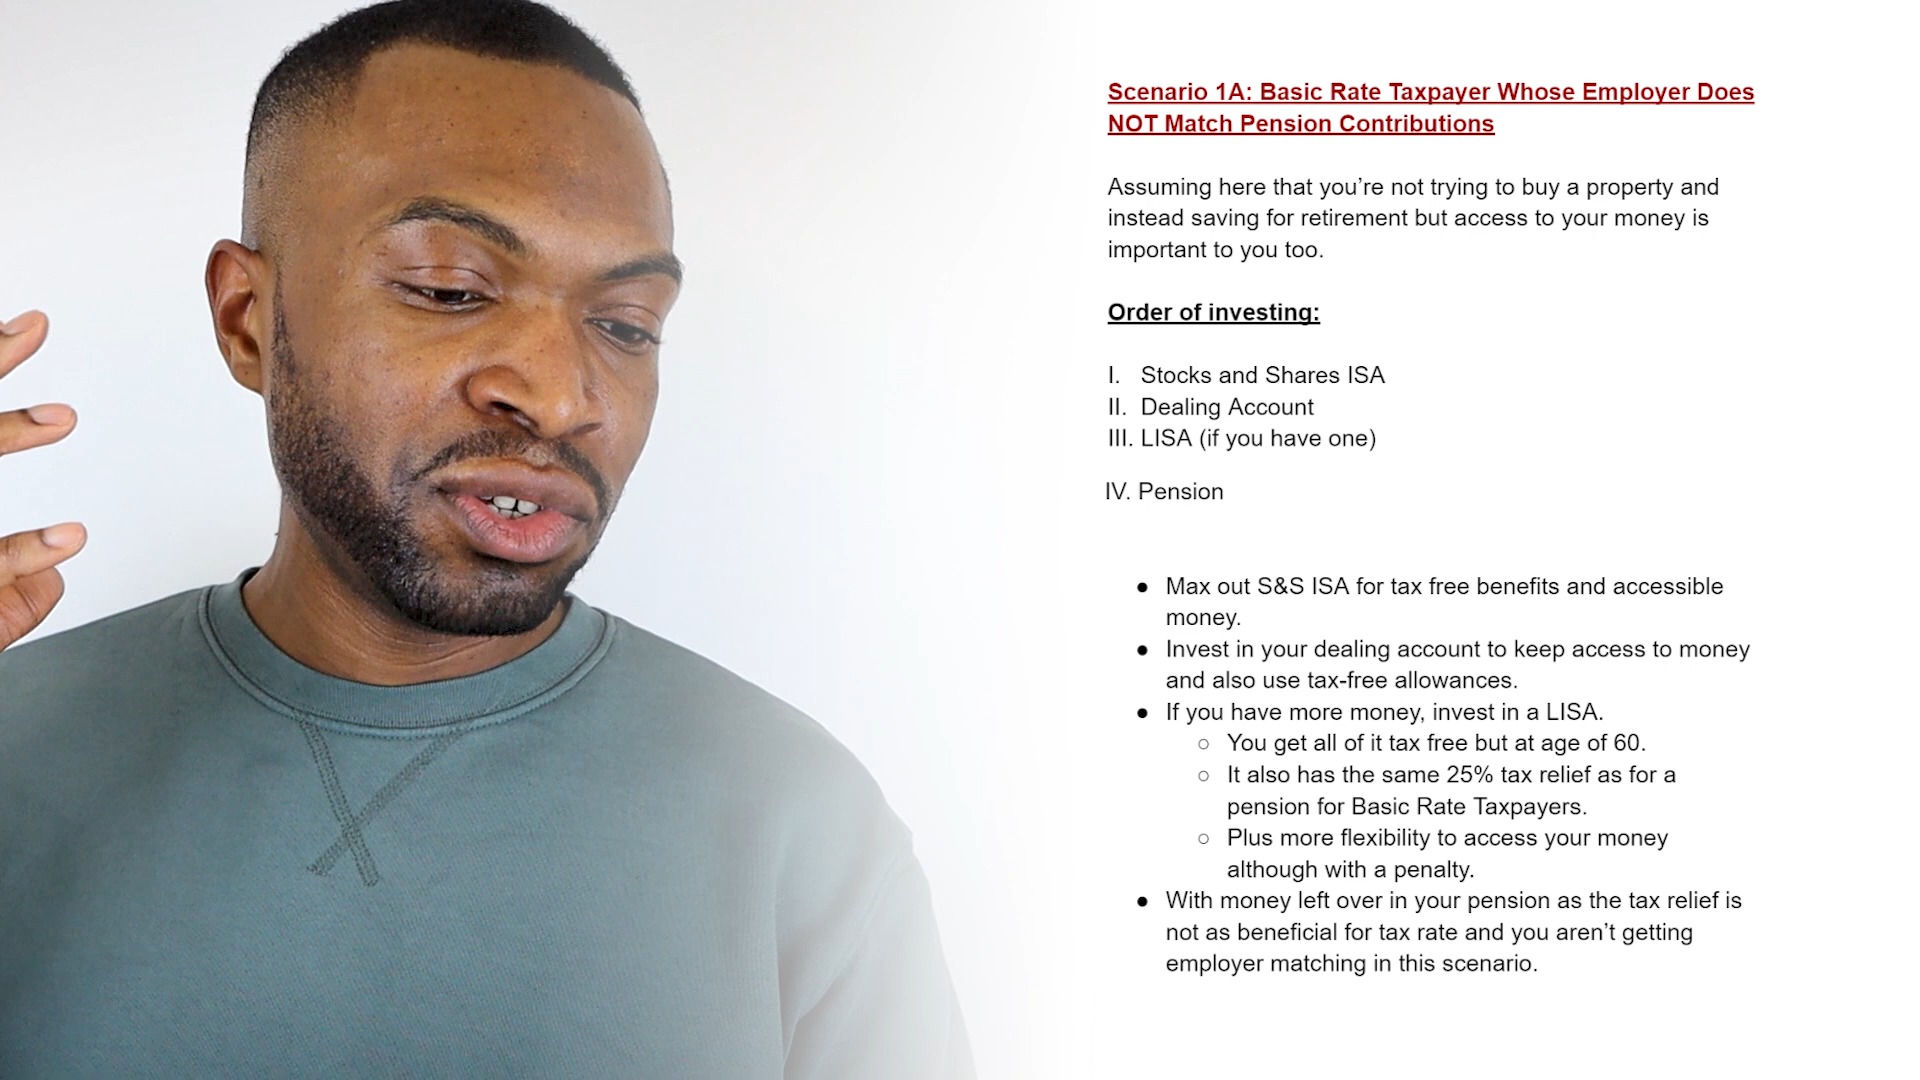 Scenario 1A: Basic Rate Taxpayer Whose Employer Does
NOT Match Pension Contributions
Assuming here that you’re not trying to buy a property and
instead saving for retirement but access to your money is
important to you too.
Order of investing:
I. Stocks and Shares ISA
II. Dealing Account
III. LISA (if you have one)
IV. Pension
● Max out S&S ISA for tax free benefits and accessible
money.
● Invest in your dealing account to keep access to money
and also use tax-free allowances.
● If you have more money, invest in a LISA.
○ You get all of it tax free but at age of 60.
○ It also has the same 25% tax relief as for a
pension for Basic Rate Taxpayers.
○ Plus more flexibility to access your money
although with a penalty.
● With money left over in your pension as the tax relief is
not as beneficial for tax rate and you aren’t getting
employer matching in this scenario.